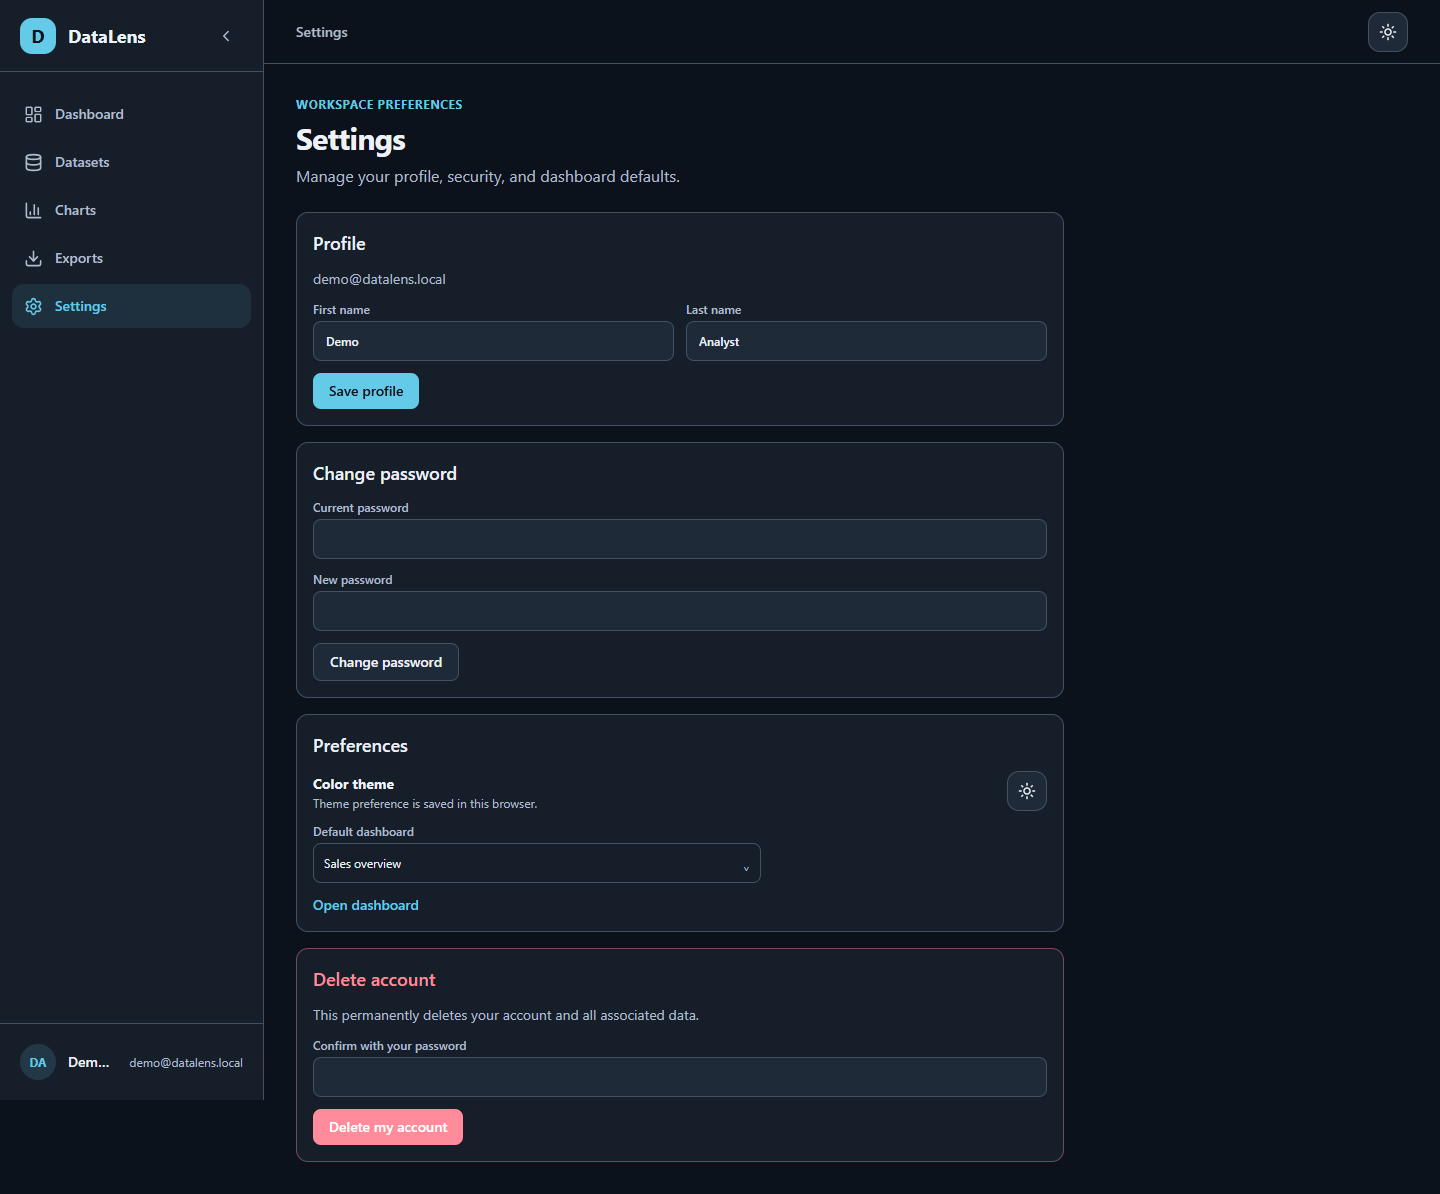 D DataLens
Dashboard
Datasets
Charts
Exports
Settings
DA Dem... demo@datalens.local
Settings
WORKSPACE PREFERENCES
Settings
Manage your profile, security, and dashboard defaults.
Profile
demo@datalens.local
First name Last name
Demo Analyst
Save profile
Change password
Current password
New password
Change password
Preferences
Color theme
Theme preference is saved in this browser.
Default dashboard
Sales overview
Open dashboard
Delete account
This permanently deletes your account and all associated data.
Confirm with your password
Delete my account